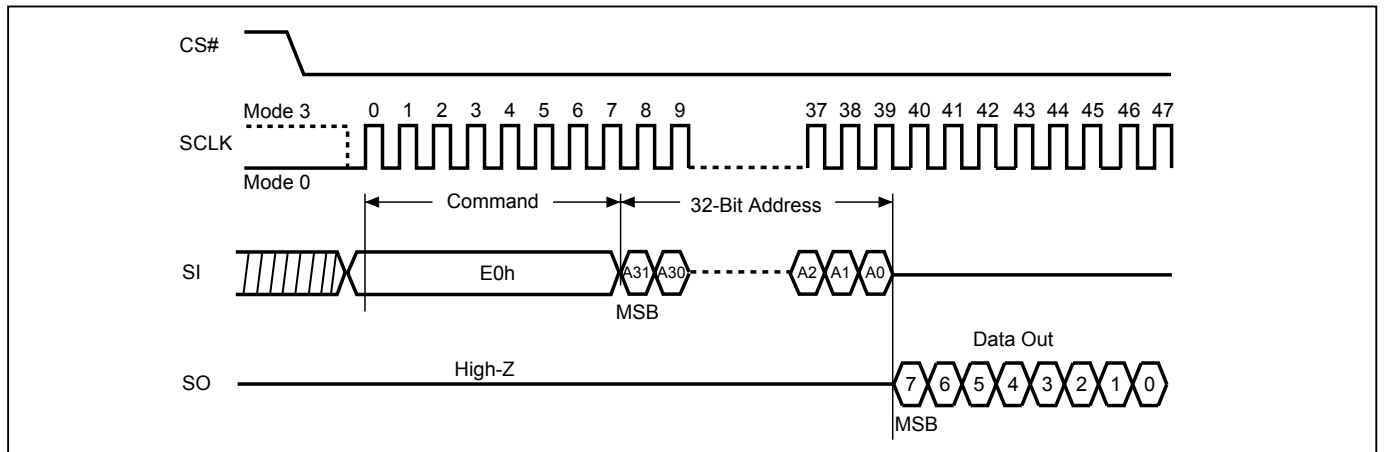 CS#
Mode 3 0 1 2 3 4 5 6 7 8 9 37 38 39 40 41 42 43 44 45 46 47
SCLK
Mode 0
Command 32-Bit Address
SI E0h A31 A30 A2 A1 A0
MSB
Data Out
High-Z
SO 7 6 5 4 3 2 1 0
MSB